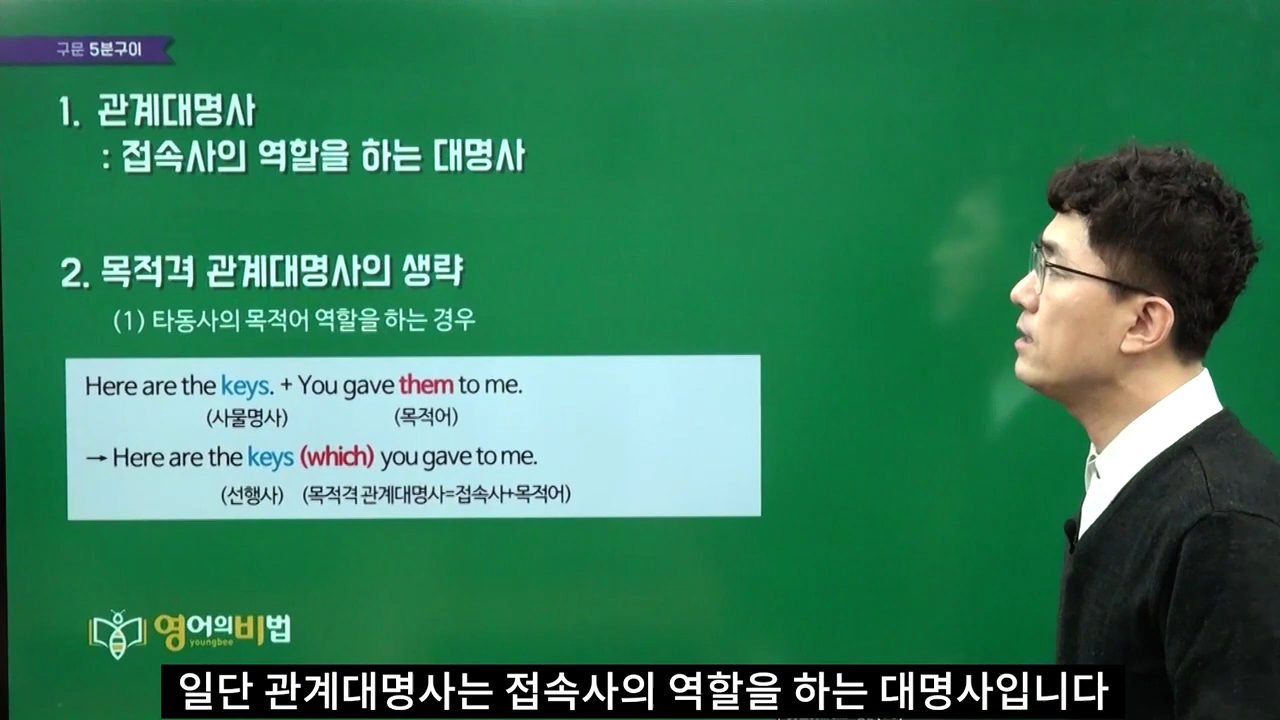 구문 5분구이
1. 관계대명사
: 접속사의 역할을 하는 대명사
2. 목적격 관계대명사의 생략
(1) 타동사의 목적어 역할을 하는 경우
Here are the keys. + You gave them to me.
(사물명사) (목적어)
→ Here are the keys (which) you gave to me.
(선행사) (목적격 관계대명사=접속사+목적어)
영어의비법
youngbee
일단 관계대명사는 접속사의 역할을 하는 대명사입니다